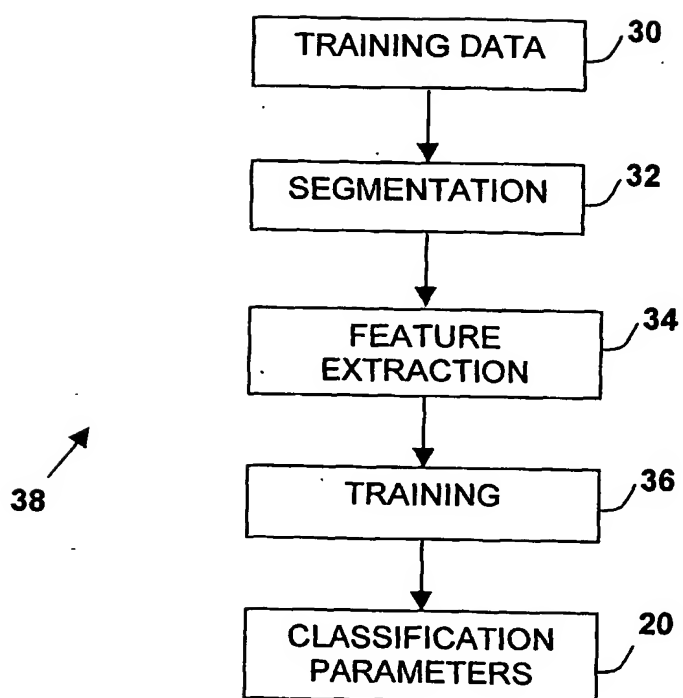 TRAINING DATA 30
SEGMENTATION 32
FEATURE 34
EXTRACTION
38
TRAINING 36
CLASSIFICATION 20
PARAMETERS